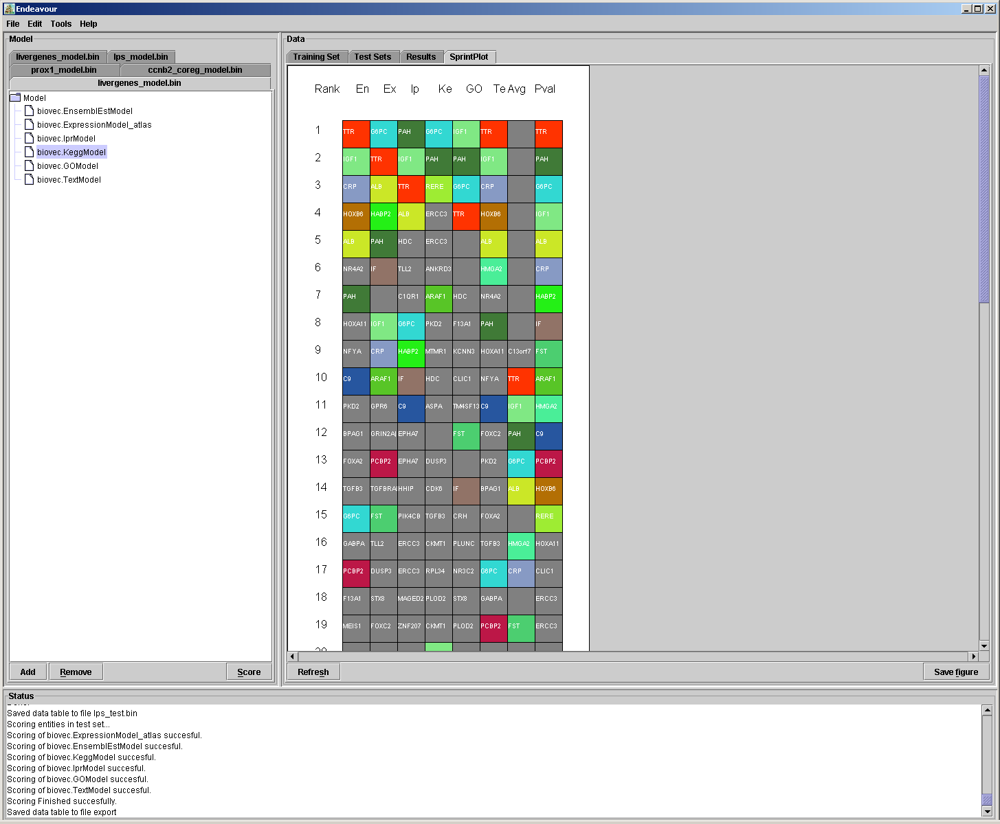 Endeavour
File Edit Tools Help
Model
livergenes_model.bin lps_model.bin
prox1_model.bin ccnb2_coreg_model.bin
livergenes_model.bin
Model
biovec.EnsemblEstModel
biovec.ExpressionModel_atlas
biovec.IprModel
biovec.KeggModel
biovec.GOModel
biovec.TextModel
Add Remove Score
Data
Training Set Test Sets Results SprintPlot
Rank En Ex Ip Ke GO Te Avg Pval
1 TTR G6PC PAH G6PC IGF1 TTR TTR
2 IGF1 TTR IGF1 PAH PAH IGF1 PAH
3 CRP ALB TTR RERE G6PC CRP G6PC
4 HOXB6 HABP2 ALB ERCC3 TTR HOXB6 IGF1
5 ALB PAH HDC ERCC3 ALB ALB
6 NR4A2 IF TLL2 ANKRD3 HMGA2 CRP
7 PAH C1QR1 ARAF1 HDC NR4A2 HABP2
8 HOXA11 IGF1 G6PC PKD2 F13A1 PAH IF
9 NFYA CRP HABP2 MTMR1 KCNN3 HOXA11 C13orf7 FST
10 C9 ARAF1 IF HDC CLIC1 NFYA TTR ARAF1
11 PKD2 GPR6 C9 ASPA TM4SF13 C9 IGF1 HMGA2
12 BPAG1 GRIN2A EPHA7 FST FOXC2 PAH C9
13 FOXA2 PCBP2 EPHA7 DUSP3 PKD2 G6PC PCBP2
14 TGFB3 TGFBRA HHIP CDK6 IF BPAG1 ALB HOXB6
15 G6PC FST PIK4CB TGFB3 CRH FOXA2 RERE
16 GABPA TLL2 ERCC3 CKMT1 PLUNC TGFB3 HMGA2 HOXA11
17 PCBP2 DUSP3 ERCC3 RPL34 NR3C2 G6PC CRP CLIC1
18 F13A1 STX8 MAGED2 PLOD2 STX8 GABPA ERCC3
19 MEIS1 FOXC2 ZNF207 CKMT1 PLOD2 PCBP2 FST ERCC3
Refresh Save figure
Status
Saved data table to file lps_test.bin
Scoring entities in test set...
Scoring of biovec.ExpressionModel_atlas succesful.
Scoring of biovec.EnsemblEstModel succesful.
Scoring of biovec.KeggModel succesful.
Scoring of biovec.IprModel succesful.
Scoring of biovec.GOModel succesful.
Scoring of biovec.TextModel succesful.
Scoring Finished succesfully.
Saved data table to file export